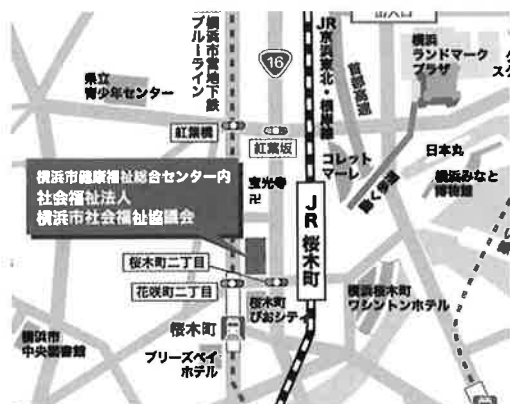 出入口
横浜市営地下鉄
ブルーライン
16
JR
京浜東北・根岸線
首都高速
横浜
ランドマーク
プラザ
県立
青少年センター
紅葉橋
紅葉坂
コレット
マーレ
動く歩道
日本丸
横浜みなと
博物館
横浜市健康福祉総合センター内
社会福祉法人
横浜市社会福祉協議会
宝光寺
JR桜木町
桜木町二丁目
花咲町二丁目
桜木町
ぴおシティ
横浜桜木町
ワシントンホテル
桜木町
横浜市
中央図書館
ブリーズベイ
ホテル